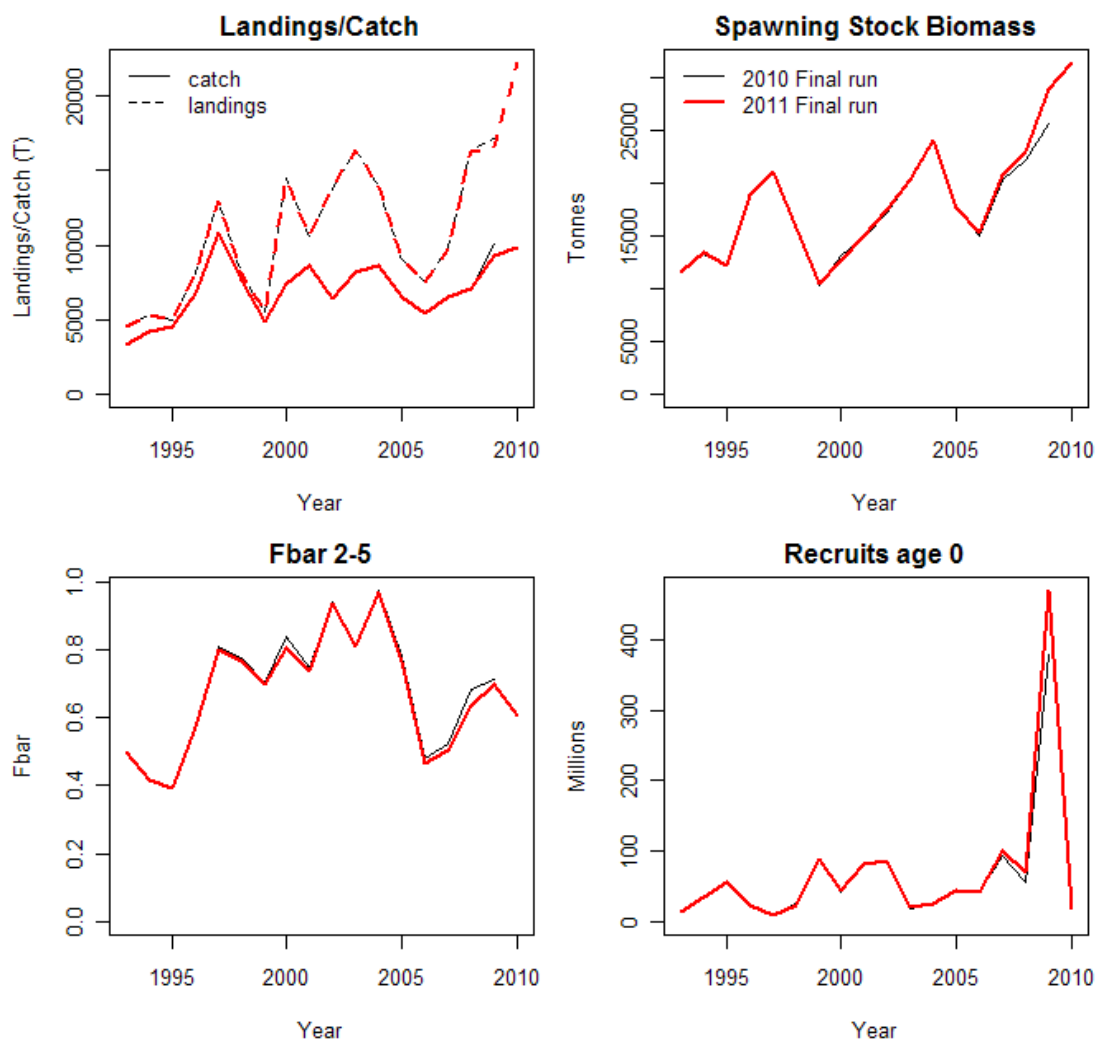 Landings/Catch
catch
landings
Landings/Catch (T)
0
5000
10000
20000
1995
2000
2005
2010
Year
Spawning Stock Biomass
2010 Final run
2011 Final run
Tonnes
0
5000
15000
25000
1995
2000
2005
2010
Year
Fbar 2-5
Fbar
0.0
0.2
0.4
0.6
0.8
1.0
1995
2000
2005
2010
Year
Recruits age 0
Millions
0
100
200
300
400
1995
2000
2005
2010
Year